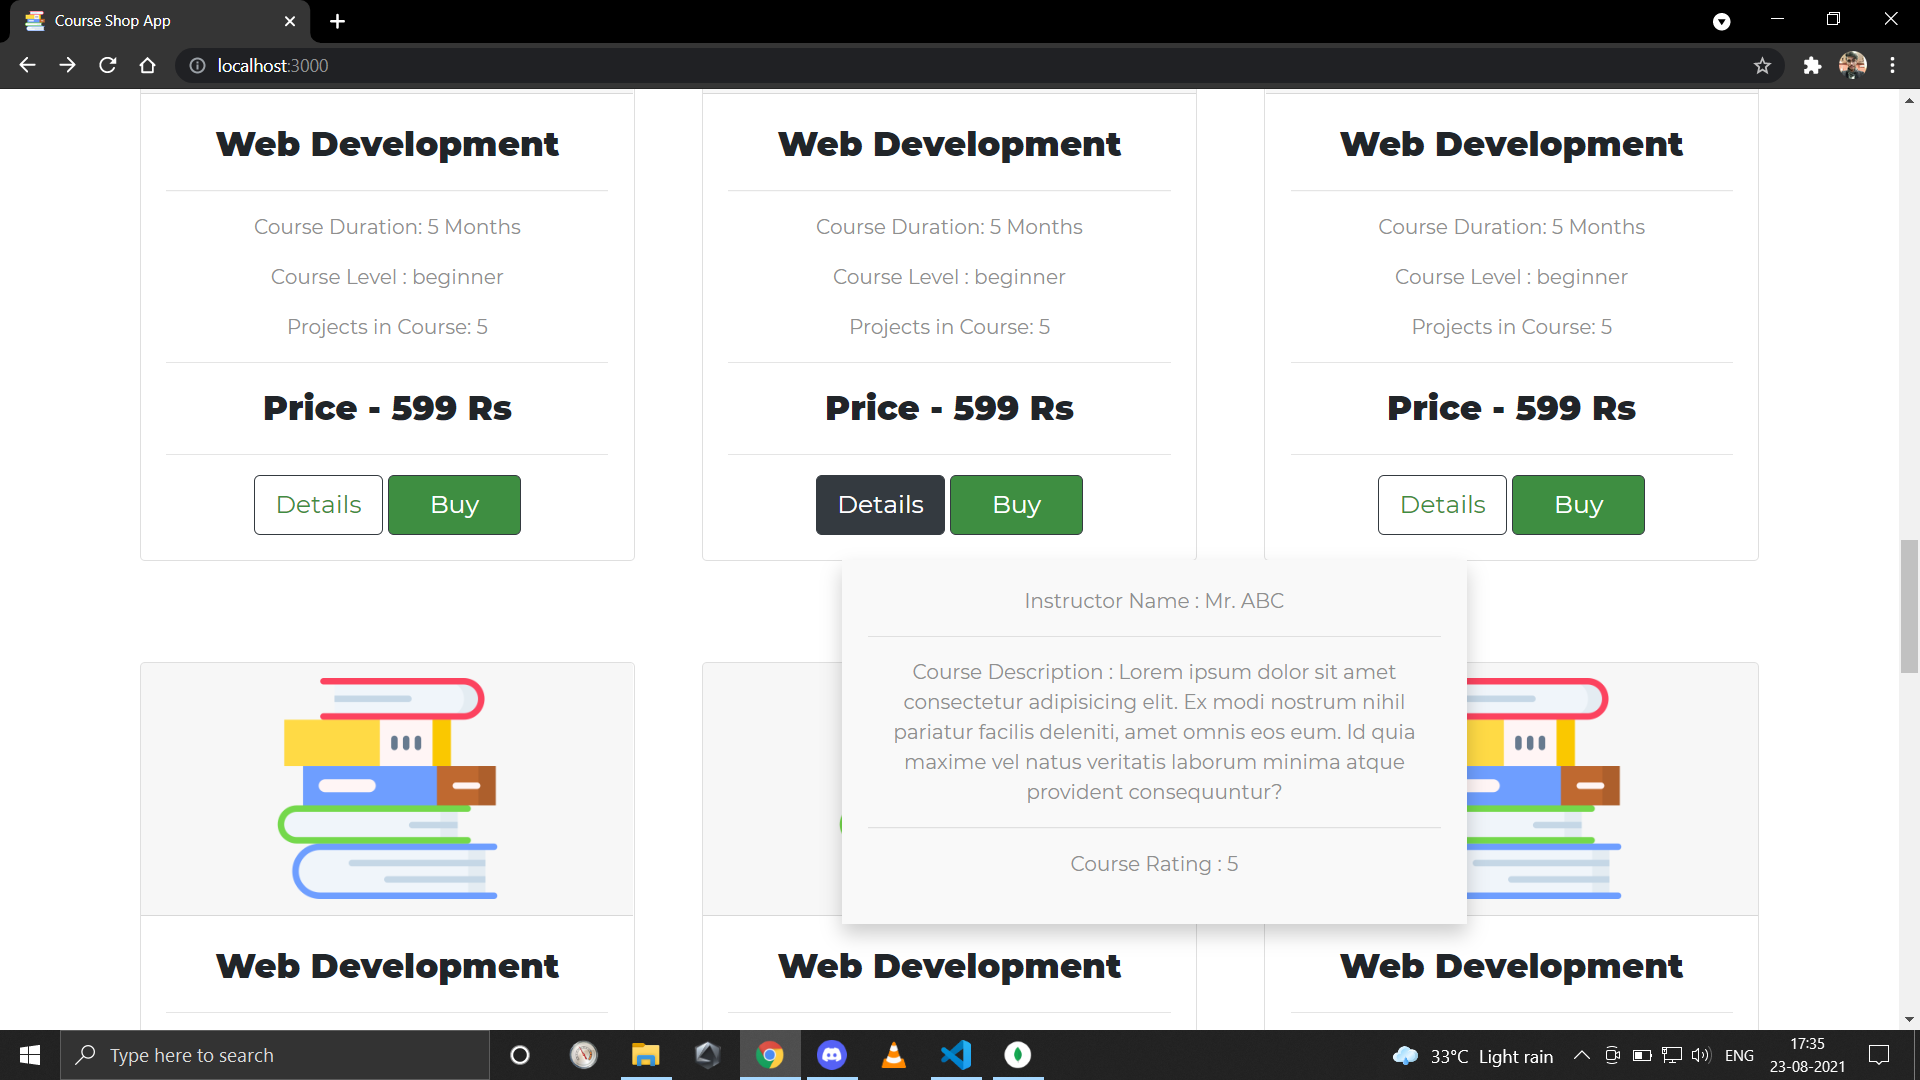 Course Shop App
localhost:3000
Web Development
Course Duration: 5 Months
Course Level : beginner
Projects in Course: 5
Price - 599 Rs
Details
Buy
Web Development
Course Duration: 5 Months
Course Level : beginner
Projects in Course: 5
Price - 599 Rs
Details
Buy
Web Development
Course Duration: 5 Months
Course Level : beginner
Projects in Course: 5
Price - 599 Rs
Details
Buy
Instructor Name : Mr. ABC
Course Description : Lorem ipsum dolor sit amet
consectetur adipisicing elit. Ex modi nostrum nihil
pariatur facilis deleniti, amet omnis eos eum. Id quia
maxime vel natus veritatis laborum minima atque
provident consequuntur?
Course Rating : 5
Web Development
Web Development
Web Development
Type here to search
33°C Light rain
ENG
17:35
23-08-2021